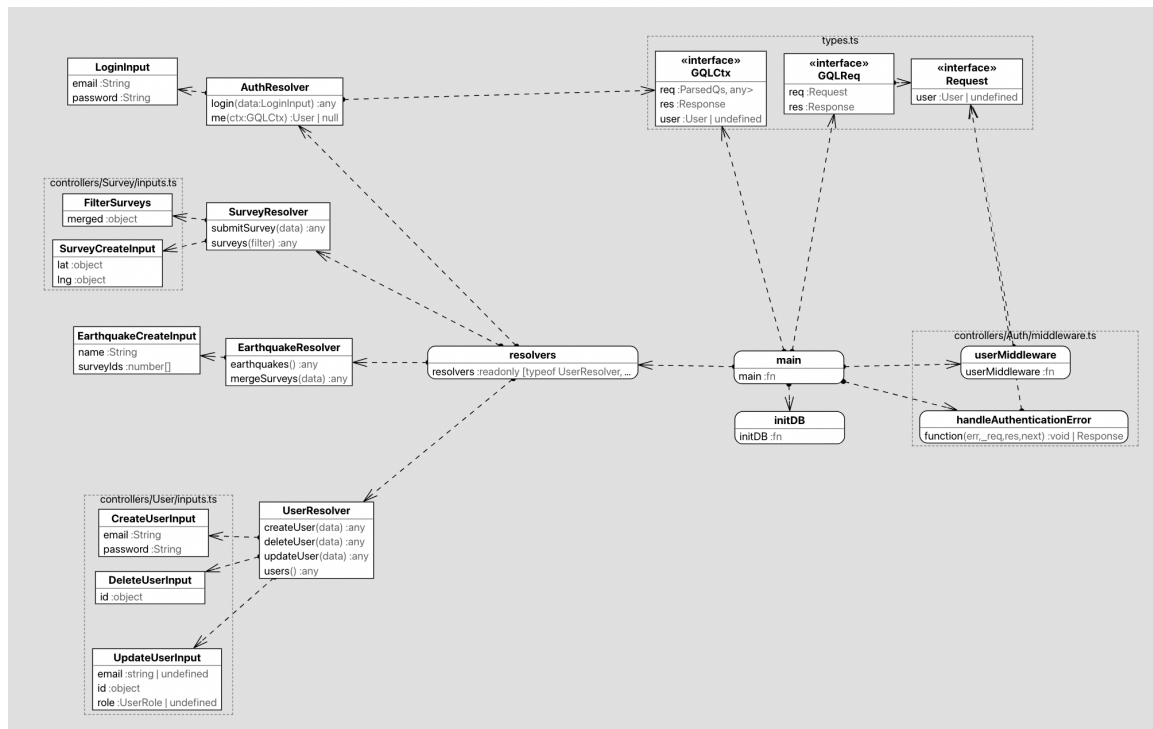 types.ts
«interface»
GQLCtx
req :ParsedQs, any>
res :Response
user :User | undefined
«interface»
GQLReq
req :Request
res :Response
«interface»
Request
user :User | undefined
LoginInput
email :String
password :String
AuthResolver
login(data:LoginInput) :any
me(ctx:GQLCtx) :User | null
controllers/Survey/inputs.ts
FilterSurveys
merged :object
SurveyCreateInput
lat :object
lng :object
SurveyResolver
submitSurvey(data) :any
surveys(filter) :any
EarthquakeCreateInput
name :String
surveyIds :number[]
EarthquakeResolver
earthquakes() :any
mergeSurveys(data) :any
resolvers
resolvers :readonly [typeof UserResolver, ...
main
main :fn
initDB
initDB :fn
controllers/Auth/middleware.ts
userMiddleware
userMiddleware :fn
handleAuthenticationError
function(err,_req,res,next) :void | Response
controllers/User/inputs.ts
CreateUserInput
email :String
password :String
DeleteUserInput
id :object
UpdateUserInput
email :string | undefined
id :object
role :UserRole | undefined
UserResolver
createUser(data) :any
deleteUser(data) :any
updateUser(data) :any
users() :any